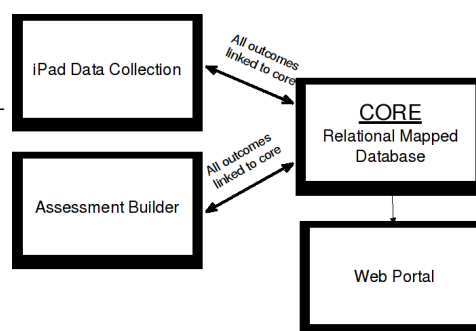 iPad Data Collection
All outcomes
linked to core
CORE
Relational Mapped
Database
All outcomes
linked to core
Assessment Builder
Web Portal